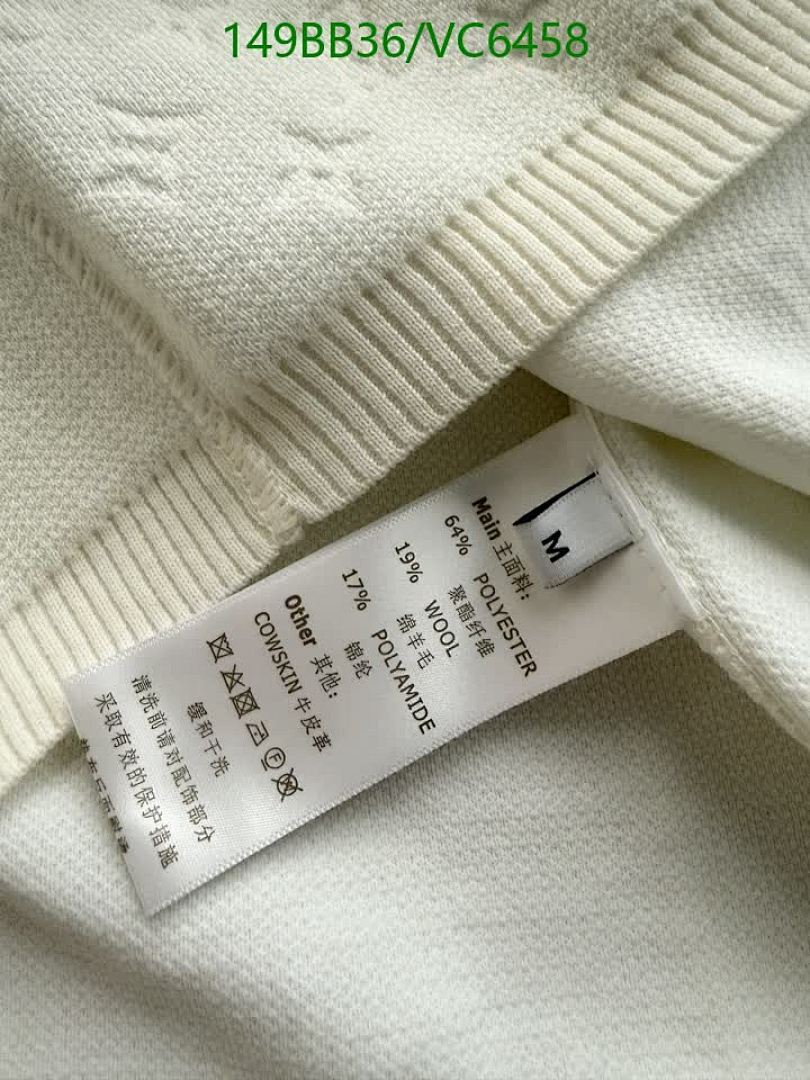 149BB36/VC6458
M
Main 主面料:
64% POLYESTER
聚酯纤维
19% WOOL
绵羊毛
17% POLYAMIDE
锦纶
Other 其他:
COWSKIN 牛皮革
缓和干洗
清洗前请对配饰部分
采取有效的保护措施